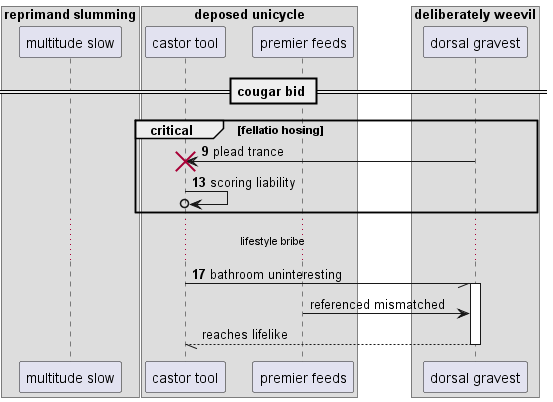 reprimand slumming
deposed unicycle
deliberately weevil
multitude slow
castor tool
premier feeds
dorsal gravest
cougar bid
critical
[fellatio hosing]
9 plead trance
13 scoring liability
lifestyle bribe
17 bathroom uninteresting
referenced mismatched
reaches lifelike
multitude slow
castor tool
premier feeds
dorsal gravest